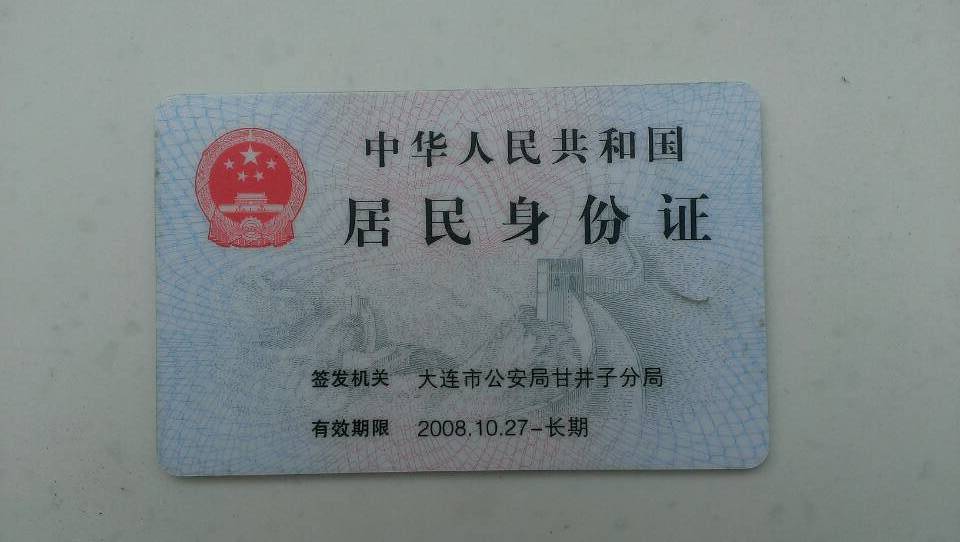 中华人民共和国
居民身份证
签发机关 大连市公安局甘井子分局
有效期限 2008.10.27-长期